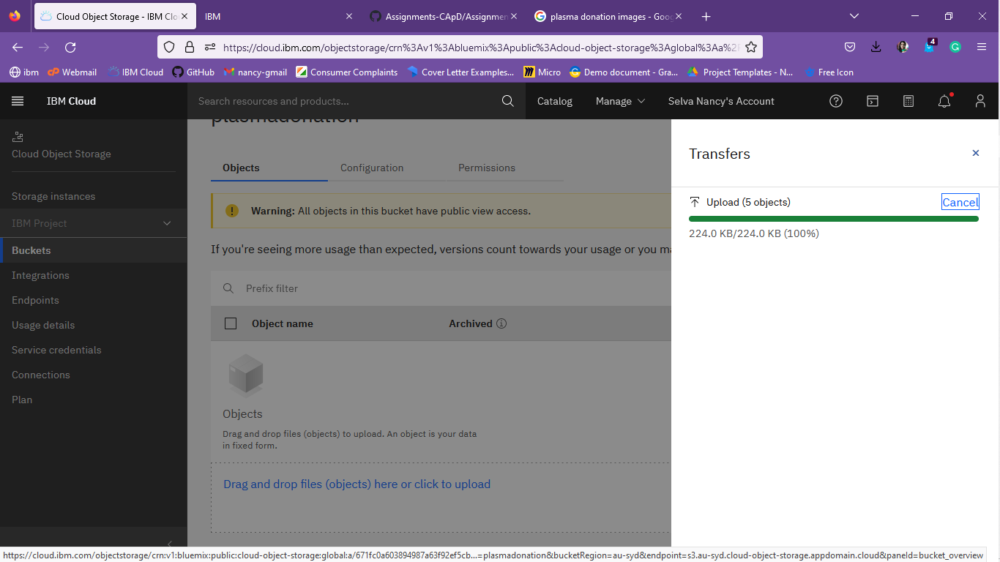 Cloud Object Storage - IBM Clo
IBM
Assignments-CApD/Assignmen
plasma donation images - Goog
https://cloud.ibm.com/objectstorage/crn%3Av1%3Abluemix%3Apublic%3Acloud-object-storage%3Aglobal%3Aa%2F
4
ibm
Webmail
IBM Cloud
GitHub
nancy-gmail
Consumer Complaints
Cover Letter Examples...
Micro
Demo document - Gra...
Project Templates - N...
Free Icon
IBM Cloud
Search resources and products...
Catalog
Manage
Selva Nancy's Account
plasmadonation
Cloud Object Storage
Storage instances
IBM Project
Buckets
Integrations
Endpoints
Usage details
Service credentials
Connections
Plan
Objects
Configuration
Permissions
Warning: All objects in this bucket have public view access.
If you're seeing more usage than expected, versions count towards your usage or you ma
Prefix filter
Object name
Archived
Objects
Drag and drop files (objects) to upload. An object is your data
in fixed form.
Drag and drop files (objects) here or click to upload
Transfers
Upload (5 objects)
Cancel
224.0 KB/224.0 KB (100%)
https://cloud.ibm.com/objectstorage/crn:v1:bluemix:public:cloud-object-storage:global:a/671fc0a603894987a63f92ef5cb...=plasmadonation&bucketRegion=au-syd&endpoint=s3.au-syd.cloud-object-storage.appdomain.cloud&paneId=bucket_overview